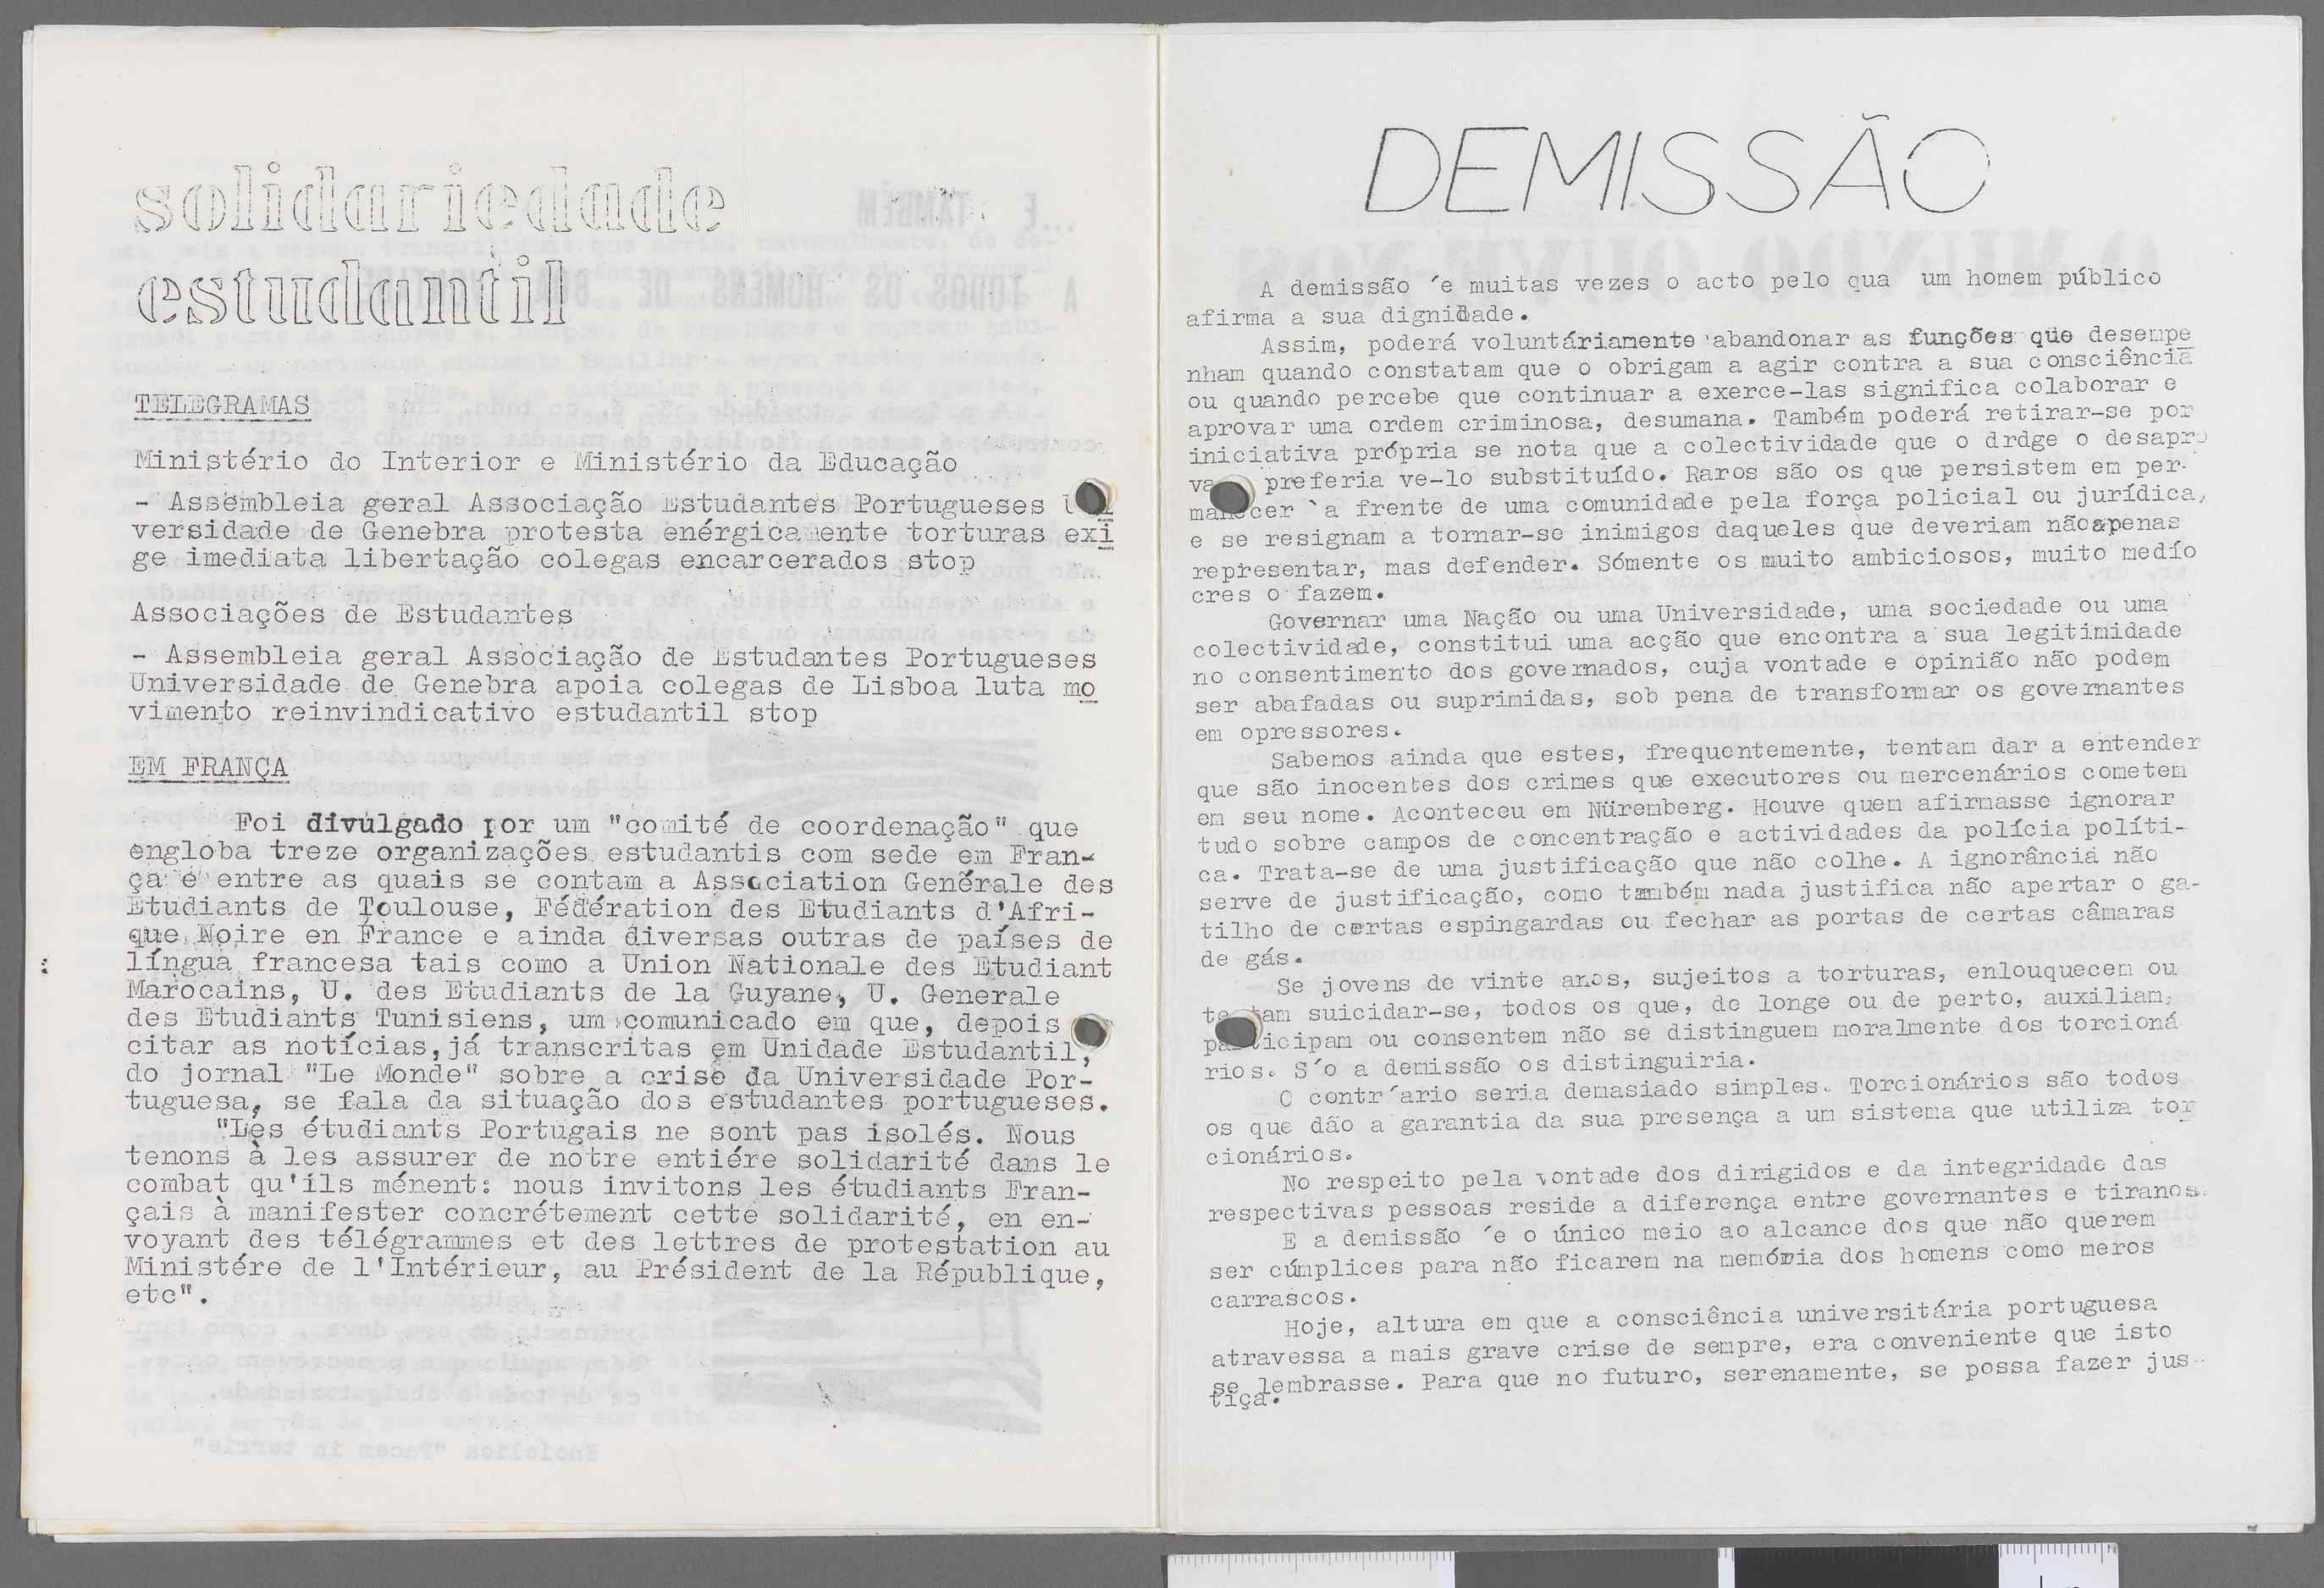 solidariedade
estudantil
TELEGRAMAS
Ministério do Interior e Ministério da Educação
- Assembleia geral Associação Estudantes Portugueses
versidade de Genebra protesta enérgicamente torturas exi
ge imediata libertação colegas encarcerados stop
Associações de Estudantes
- Assembleia geral Associação de Estudantes Portugueses
Universidade de Genebra apoia colegas de Lisboa luta mo
vimento reinvindicativo estudantil stop
EM FRANÇA
Foi divulgado por um "comité de coordenação" que
engloba treze organizações estudantis com sede em Fran-
ça e entre as quais se contam a Association Genérale des
Etudiants de Toulouse, Fédération des Etudiants d'Afri-
que Noire en France e ainda diversas outras de países de
língua francesa tais como a Union Nationale des Etudiant
Marocains, U. des Etudiants de la Guyane, U. Generale
des Etudiants Tunisiens, um comunicado em que, depois
citar as notícias, já transcritas em Unidade Estudantil,
do jornal "Le Monde" sobre a crise da Universidade Por-
tuguesa, se fala da situação dos estudantes portugueses.
"Les étudiants Portugais ne sont pas isolés. Nous
tenons à les assurer de notre entiére solidarité dans le
combat qu'ils ménent: nous invitons les étudiants Fran-
çais à manifester concrétement cette solidarité, en en-
voyant des télégrammes et des lettres de protestation au
Ministére de l'Intérieur, au Président de la République,
etc".
DEMISSÃO
A demissão ´e muitas vezes o acto pelo qua um homem público
afirma a sua dignidade.
Assim, poderá voluntáriamente abandonar as funções que desempe
nham quando constatam que o obrigam a agir contra a sua consciência
ou quando percebe que continuar a exerce-las significa colaborar e
aprovar uma ordem criminosa, desumana. Também poderá retirar-se por
iniciativa própria se nota que a colectividade que o drdge o desapro
va preferia ve-lo substituído. Raros são os que persistem em per-
manecer `a frente de uma comunidade pela força policial ou jurídica,
e se resignam a tornar-se inimigos daqueles que deveriam não apenas
representar, mas defender. Sómente os muito ambiciosos, muito medío
cres o fazem.
Governar uma Nação ou uma Universidade, uma sociedade ou uma
colectividade, constitui uma acção que encontra a sua legitimidade
no consentimento dos governados, cuja vontade e opinião não podem
ser abafadas ou suprimidas, sob pena de transformar os governantes
em opressores.
Sabemos ainda que estes, frequentemente, tentam dar a entender
que são inocentes dos crimes que executores ou mercenários cometem
em seu nome. Aconteceu em Nüremberg. Houve quem afirmasse ignorar
tudo sobre campos de concentração e actividades da polícia políti-
ca. Trata-se de uma justificação que não colhe. A ignorância não
serve de justificação, como também nada justifica não apertar o ga-
tilho de certas espingardas ou fechar as portas de certas câmaras
de gás.
Se jovens de vinte anos, sujeitos a torturas, enlouquecem ou
tentam suicidar-se, todos os que, de longe ou de perto, auxiliam,
participam ou consentem não se distinguem moralmente dos torcioná
rios. S´o a demissão os distinguiria.
O contr´ario seria demasiado simples. Torcionários são todos
os que dão a garantia da sua presença a um sistema que utiliza tor
cionários.
No respeito pela vontade dos dirigidos e da integridade das
respectivas pessoas reside a diferença entre governantes e tiranos.
E a demissão ´e o único meio ao alcance dos que não querem
ser cúmplices para não ficarem na memória dos homens como meros
carrascos.
Hoje, altura em que a consciência universitária portuguesa
atravessa a mais grave crise de sempre, era conveniente que isto
se lembrasse. Para que no futuro, serenamente, se possa fazer jus-
tiça.